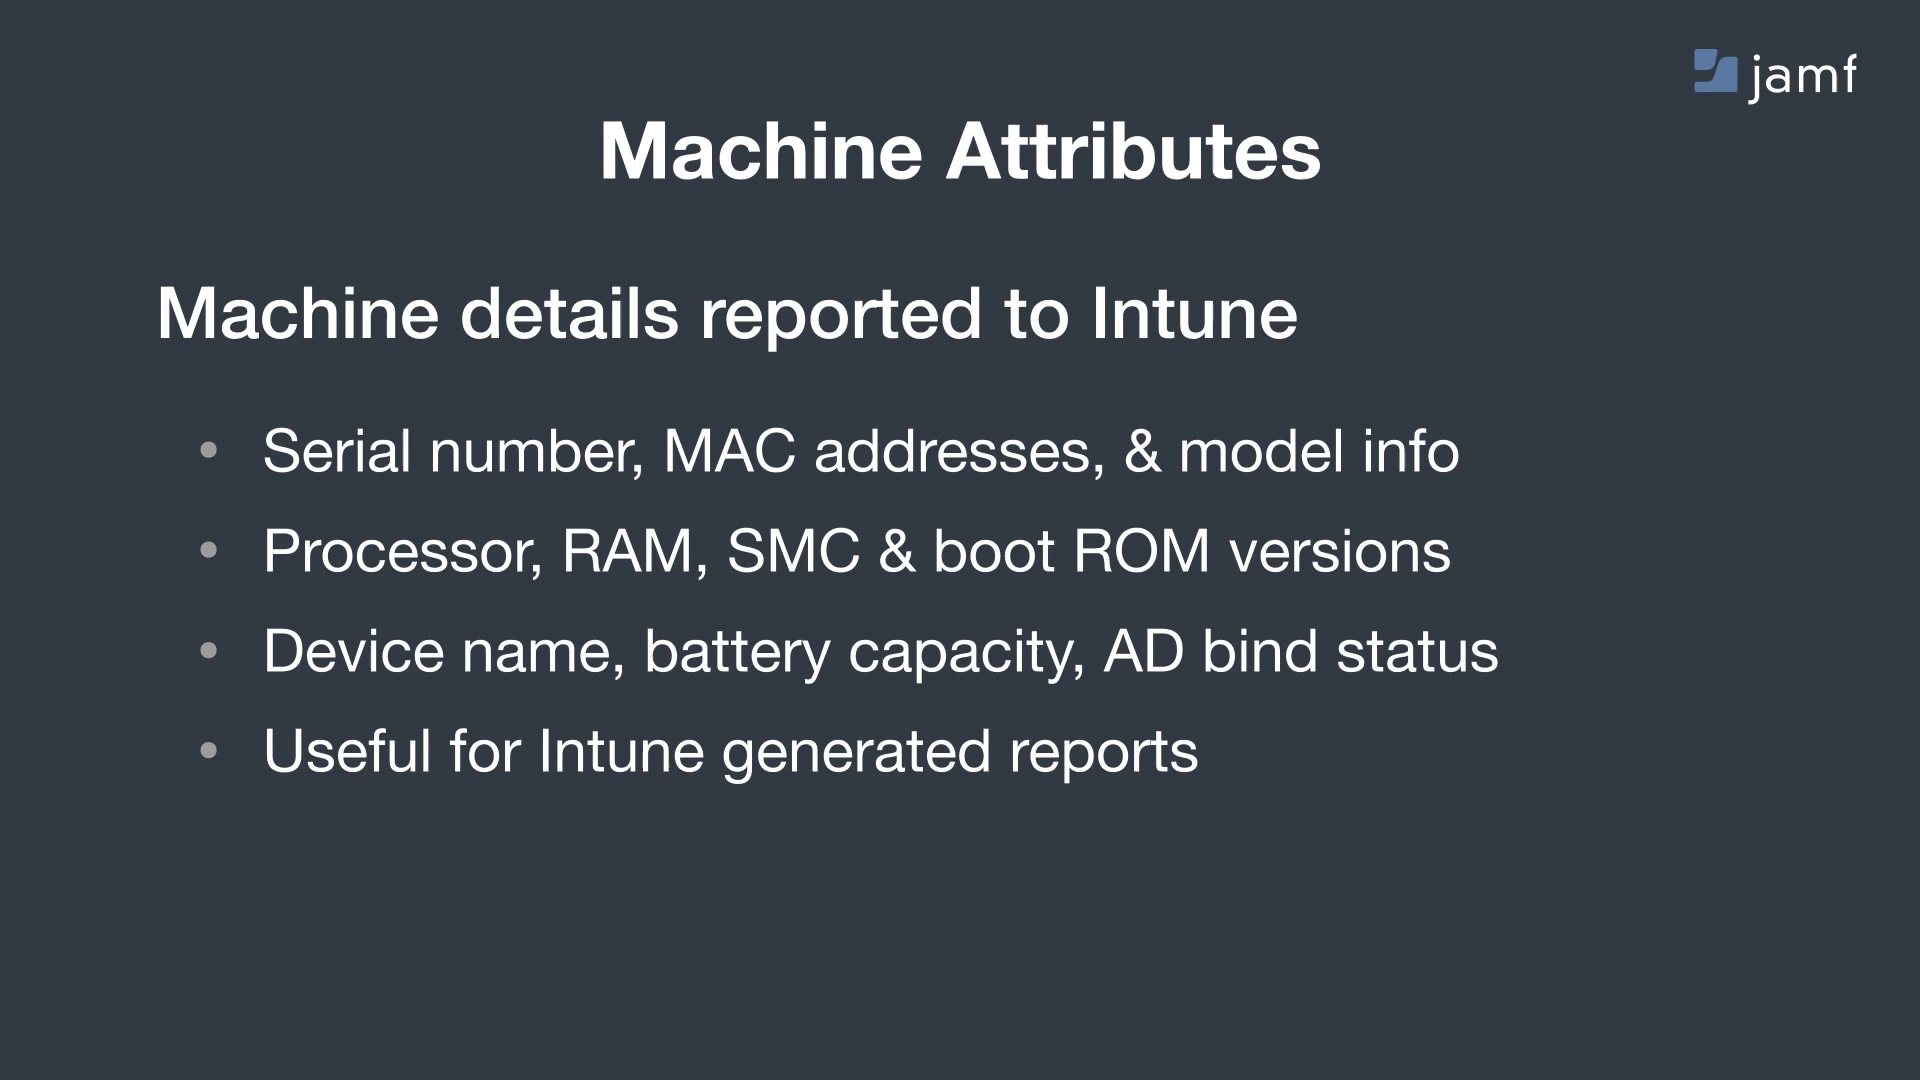 jamf
Machine Attributes
Machine details reported to Intune
• Serial number, MAC addresses, & model info
• Processor, RAM, SMC & boot ROM versions
• Device name, battery capacity, AD bind status
• Useful for Intune generated reports